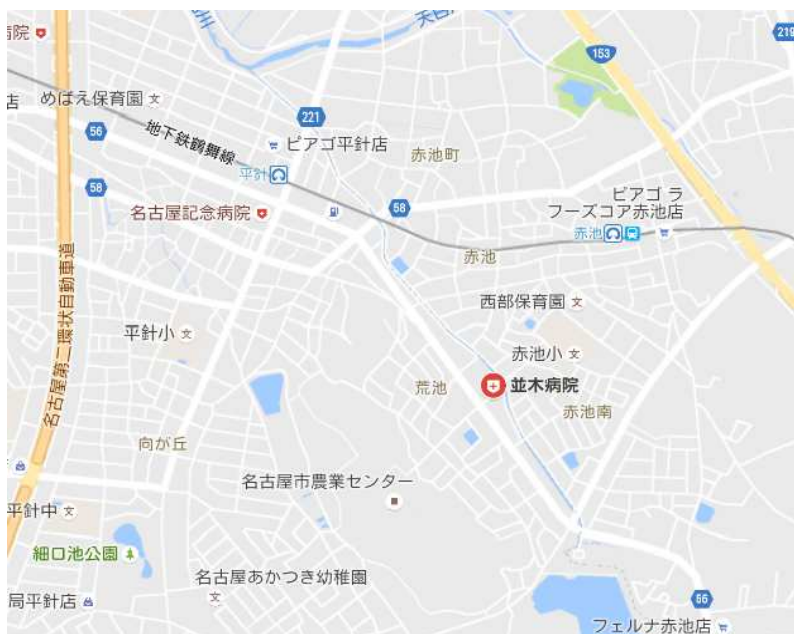 病院
219
153
めばえ保育園
店
221
56
地下鉄鶴舞線
ピアゴ平針店
赤池町
平針
58
58
名古屋記念病院
ピアゴ ラ
フーズコア赤池店
赤池
赤池
西部保育園
平針小
赤池小
名古屋第二環状自動車道
荒池
並木病院
赤池南
向が丘
名古屋市農業センター
平針中
細口池公園
名古屋あかつき幼稚園
局平針店
56
フェルナ赤池店